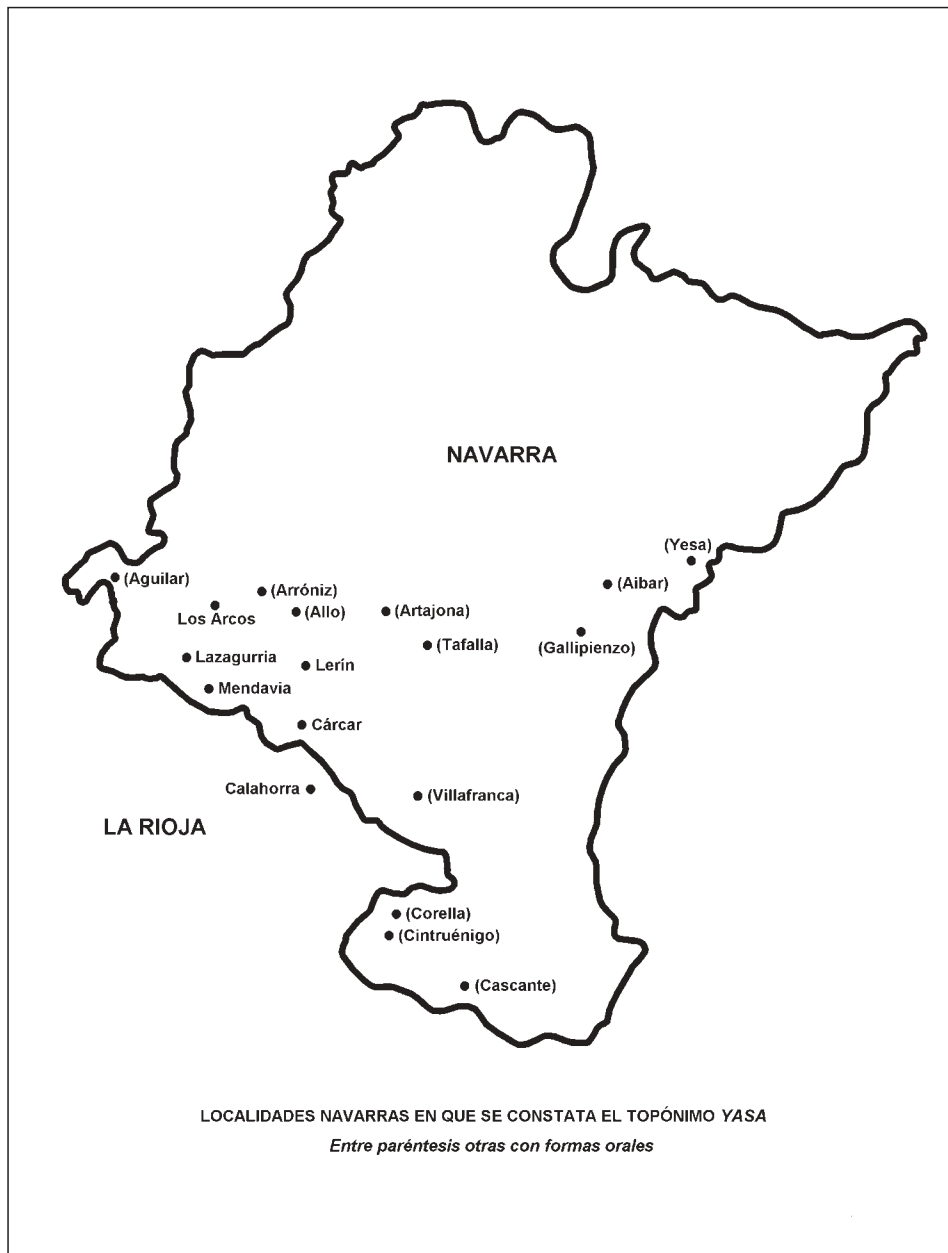 NAVARRA
(Yesa)
(Aguilar)
(Aibar)
(Arróniz)
Los Arcos
(Allo)
(Artajona)
(Tafalla)
(Gallipienzo)
Lazagurria
Lerín
Mendavia
Cárcar
Calahorra
(Villafranca)
LA RIOJA
(Corella)
(Cintruénigo)
(Cascante)
LOCALIDADES NAVARRAS EN QUE SE CONSTATA EL TOPÓNIMO YASA
Entre paréntesis otras con formas orales